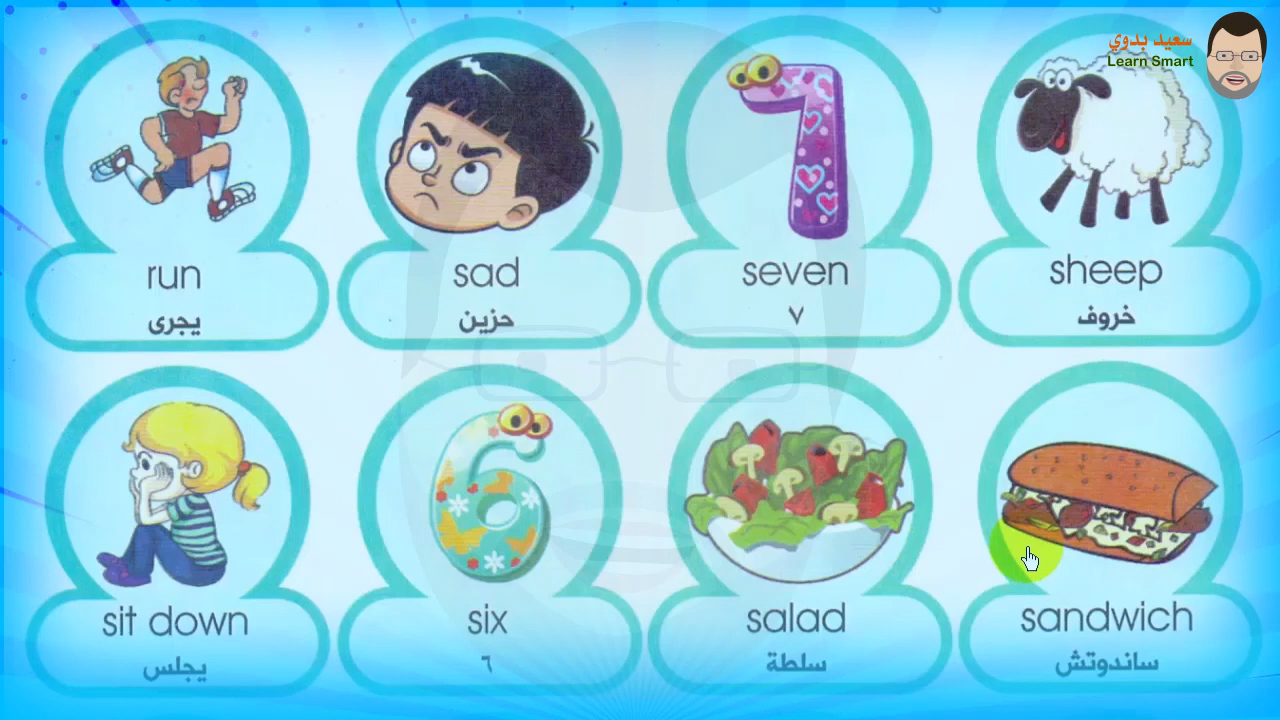 سعيد بدوي
Learn Smart
run
يجرى
sad
حزين
seven
٧
sheep
خروف
sit down
يجلس
six
٦
salad
سلطة
sandwich
ساندوتش